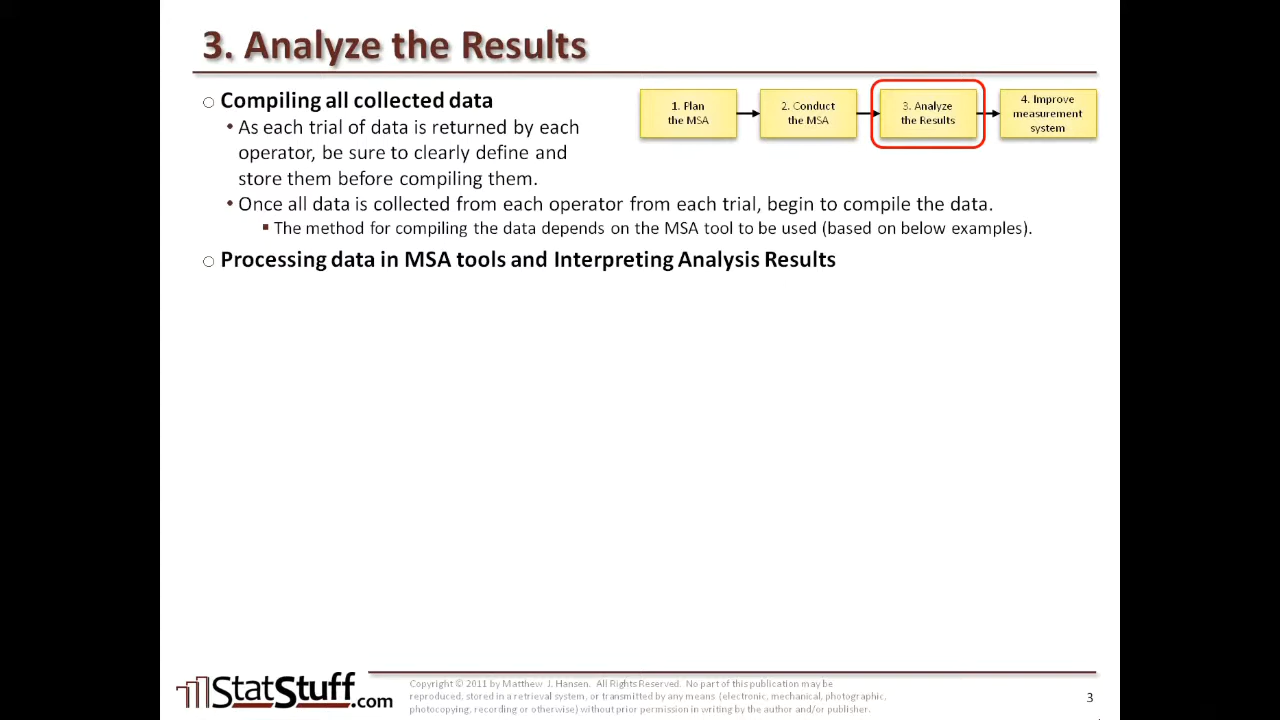 3. Analyze the Results
Compiling all collected data
• As each trial of data is returned by each
operator, be sure to clearly define and
store them before compiling them.
• Once all data is collected from each operator from each trial, begin to compile the data.
▪ The method for compiling the data depends on the MSA tool to be used (based on below examples).
Processing data in MSA tools and Interpreting Analysis Results
1. Plan
the MSA
2. Conduct
the MSA
3. Analyze
the Results
4. Improve
measurement
system
StatStuff.com
Copyright © 2011 by Matthew J. Hansen. All Rights Reserved. No part of this publication may be
reproduced, stored in a retrieval system, or transmitted by any means (electronic, mechanical, photographic,
photocopying, recording or otherwise) without prior permission in writing by the author and/or publisher.
3